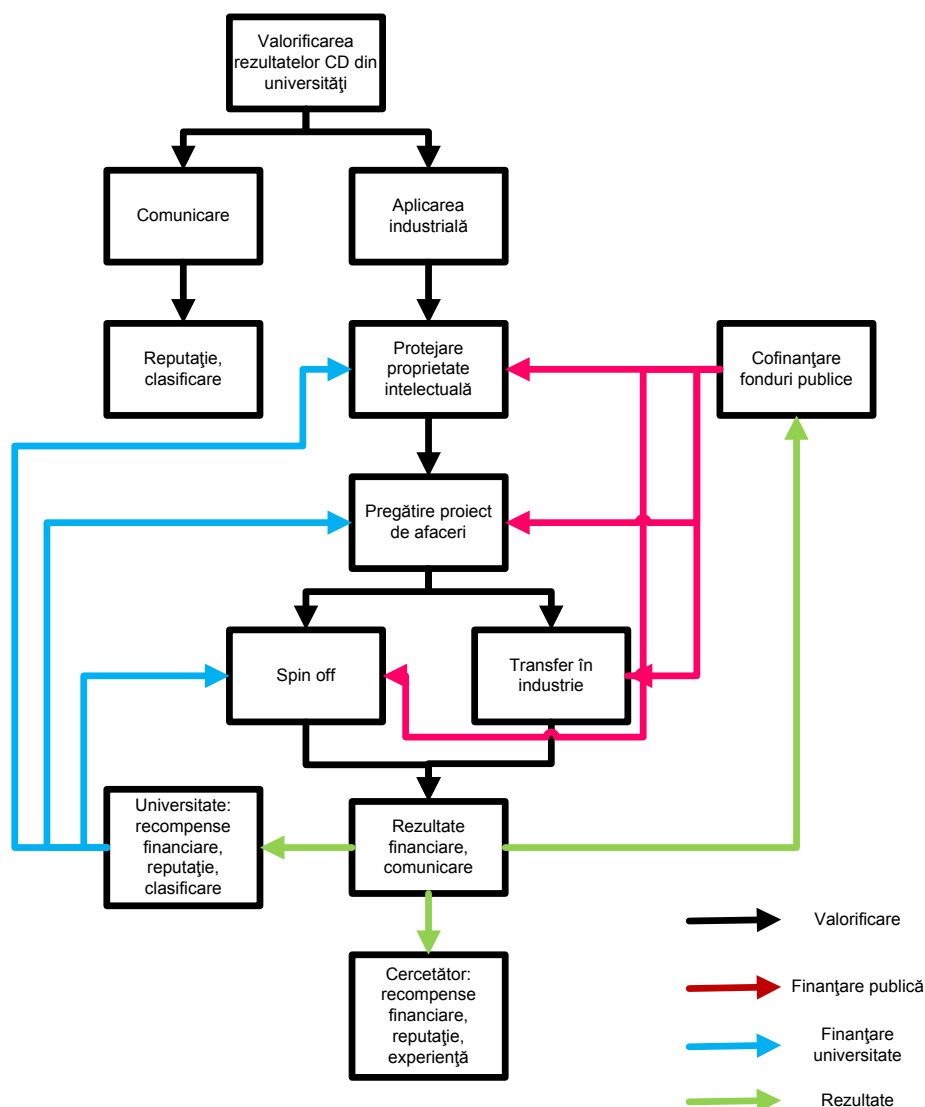 Valorificarea
rezultatelor CD din
universităţi
Comunicare
Aplicarea
industrială
Reputaţie,
clasificare
Protejare
proprietate
intelectuală
Cofinanţare
fonduri publice
Pregătire proiect
de afaceri
Spin off
Transfer în
industrie
Universitate:
recompense
financiare,
reputaţie,
clasificare
Rezultate
financiare,
comunicare
Cercetător:
recompense
financiare,
reputaţie,
experienţă
Valorificare
Finanţare publică
Finanţare
universitate
Rezultate